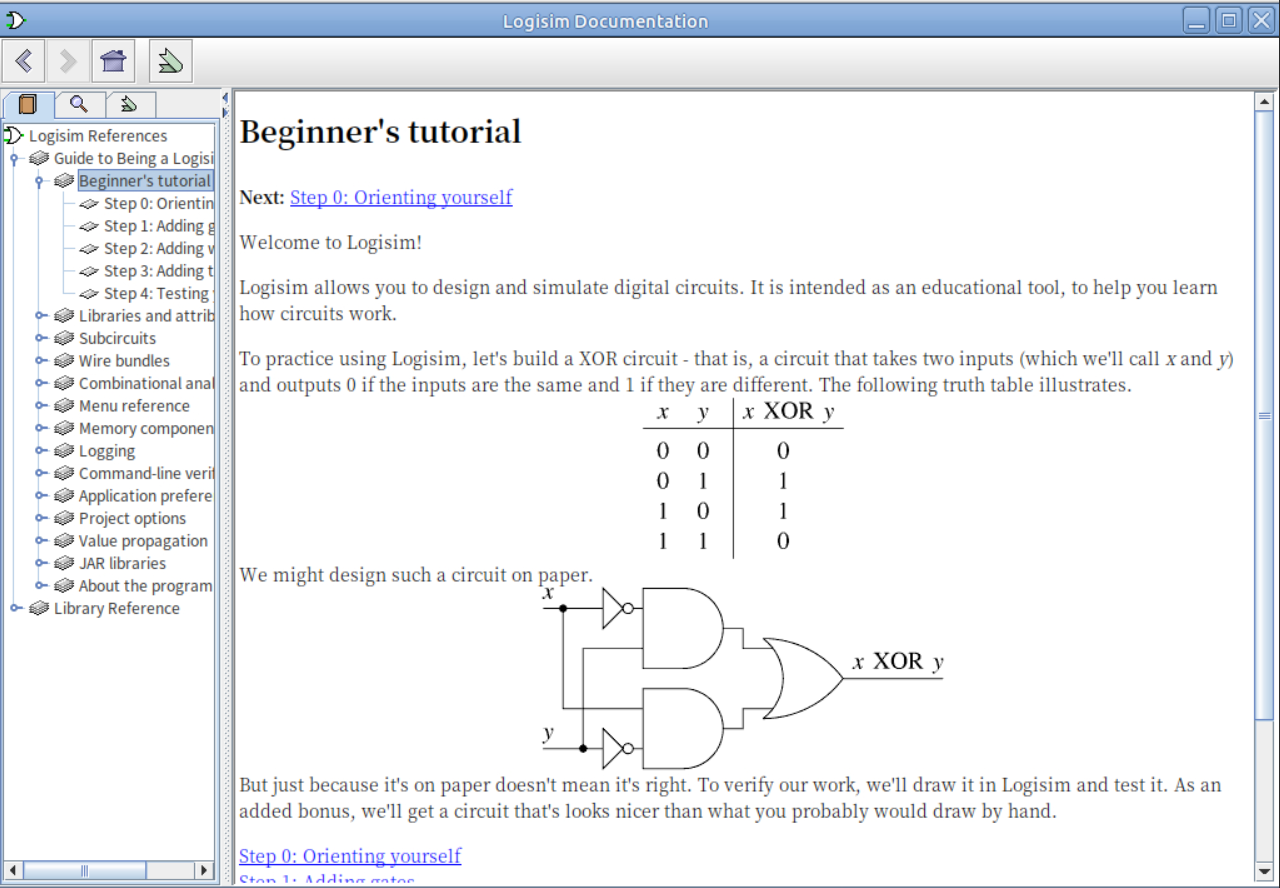 Logisim Documentation
Logisim References
Guide to Being a Logisi
Beginner's tutorial
Step 0: Orientin
Step 1: Adding g
Step 2: Adding w
Step 3: Adding t
Step 4: Testing
Libraries and attrib
Subcircuits
Wire bundles
Combinational anal
Menu reference
Memory componen
Logging
Command-line verif
Application prefere
Project options
Value propagation
JAR libraries
About the program
Library Reference
Beginner's tutorial
Next: Step 0: Orienting yourself
Welcome to Logisim!
Logisim allows you to design and simulate digital circuits. It is intended as an educational tool, to help you learn
how circuits work.
To practice using Logisim, let's build a XOR circuit - that is, a circuit that takes two inputs (which we'll call x and y)
and outputs 0 if the inputs are the same and 1 if they are different. The following truth table illustrates.
x y x XOR y
0 0 0
0 1 1
1 0 1
1 1 0
We might design such a circuit on paper.
x
x XOR y
y
But just because it's on paper doesn't mean it's right. To verify our work, we'll draw it in Logisim and test it. As an
added bonus, we'll get a circuit that's looks nicer than what you probably would draw by hand.
Step 0: Orienting yourself
Step 1: Adding gates